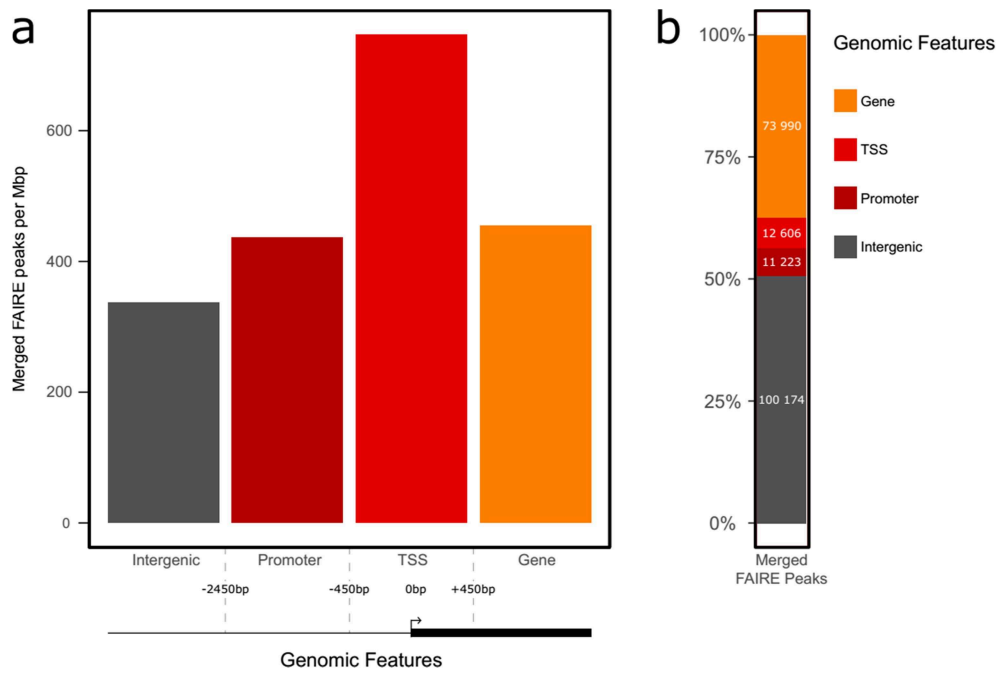 a
Merged FAIRE peaks per Mbp
600
400
200
0
Intergenic Promoter TSS Gene
-2450bp -450bp 0bp +450bp
Genomic Features
b
100%
75%
50%
25%
0%
73 990
12 606
11 223
100 174
Merged
FAIRE Peaks
Genomic Features
Gene
TSS
Promoter
Intergenic